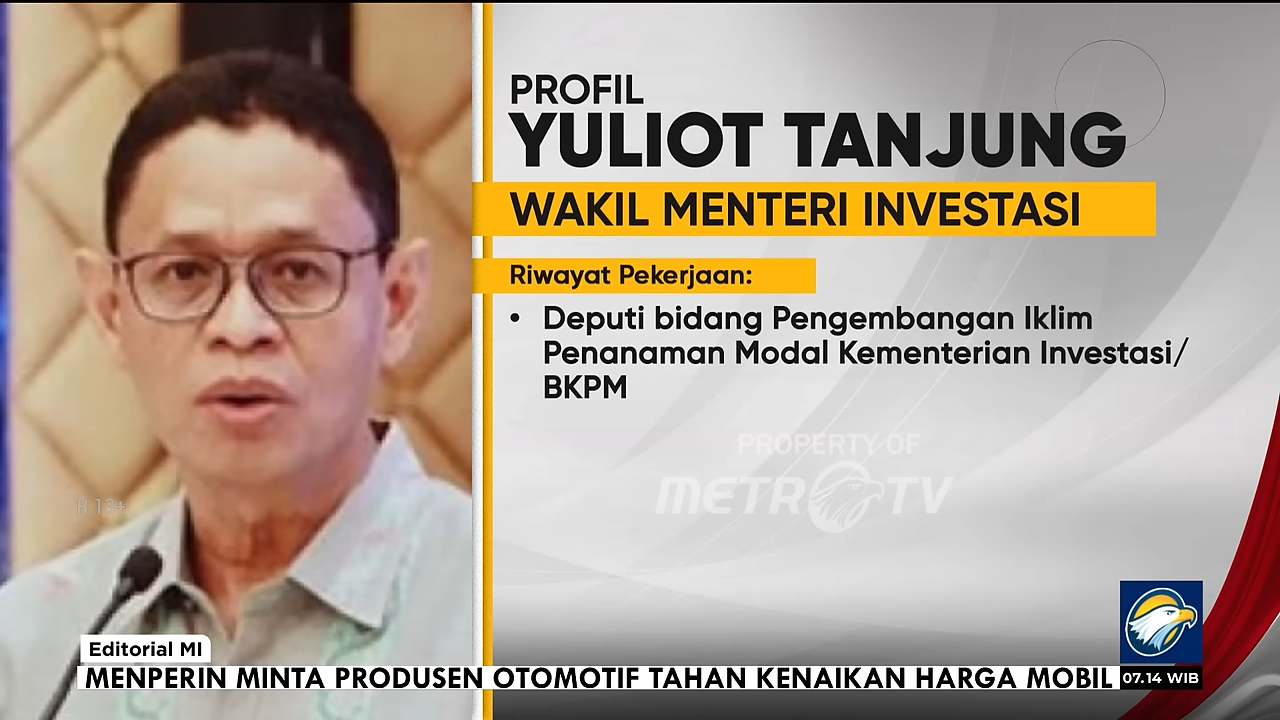 PROFIL
YULIOT TANJUNG
WAKIL MENTERI INVESTASI
Riwayat Pekerjaan:
• Deputi bidang Pengembangan Iklim
Penanaman Modal Kementerian Investasi/
BKPM
PROPERTY OF
METRO TV
R 13+
Editorial MI
MENPERIN MINTA PRODUSEN OTOMOTIF TAHAN KENAIKAN HARGA MOBIL
07.14 WIB